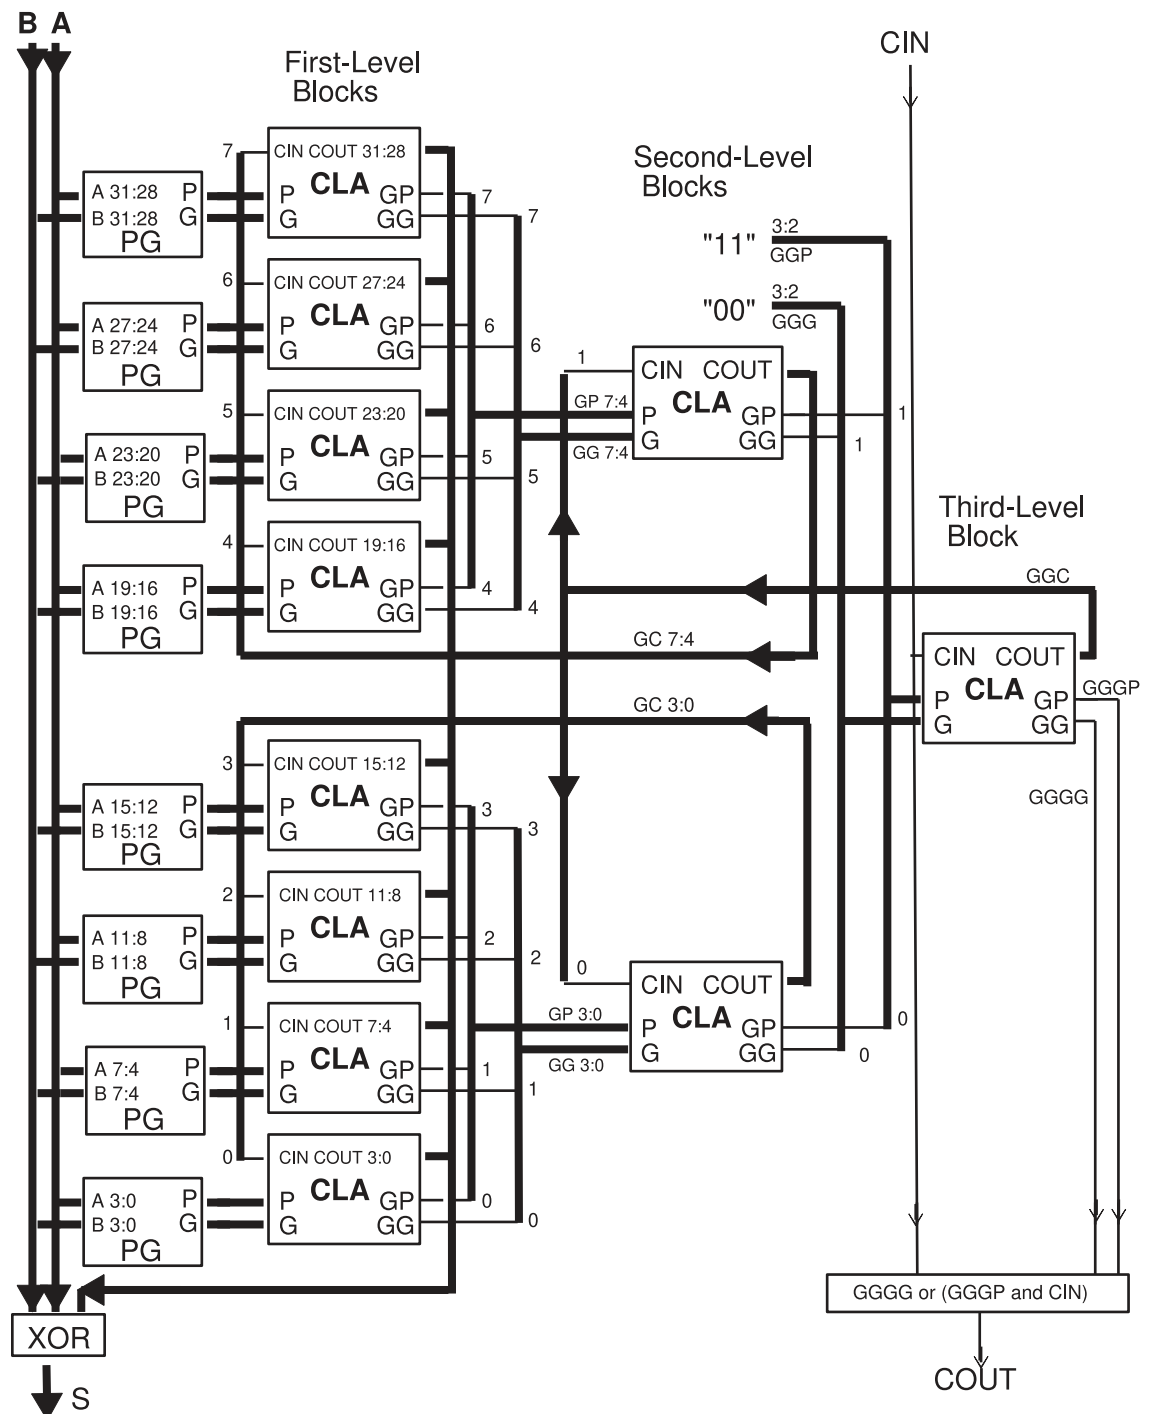 B A
CIN
First-Level
Blocks
7
CIN COUT 31:28
CLA
P GP
G GG
A 31:28 P
B 31:28 G
PG
7
7
Second-Level
Blocks
"11"
3:2
GGP
"00"
3:2
GGG
6
CIN COUT 27:24
CLA
P GP
G GG
A 27:24 P
B 27:24 G
PG
6
6
1
CIN COUT
CLA
P GP
G GG
GP 7:4
GG 7:4
1
1
5
CIN COUT 23:20
CLA
P GP
G GG
A 23:20 P
B 23:20 G
PG
5
5
Third-Level
Block
4
CIN COUT 19:16
CLA
P GP
G GG
A 19:16 P
B 19:16 G
PG
4
4
GGC
GC 7:4
CIN COUT
CLA
P GP
G GG
GGGP
GGGG
GC 3:0
3
CIN COUT 15:12
CLA
P GP
G GG
A 15:12 P
B 15:12 G
PG
3
3
2
CIN COUT 11:8
CLA
P GP
G GG
A 11:8 P
B 11:8 G
PG
2
2
0
CIN COUT
CLA
P GP
G GG
GP 3:0
GG 3:0
0
0
1
CIN COUT 7:4
CLA
P GP
G GG
A 7:4 P
B 7:4 G
PG
1
1
0
CIN COUT 3:0
CLA
P GP
G GG
A 3:0 P
B 3:0 G
PG
0
0
GGGG or (GGGP and CIN)
XOR
COUT
S